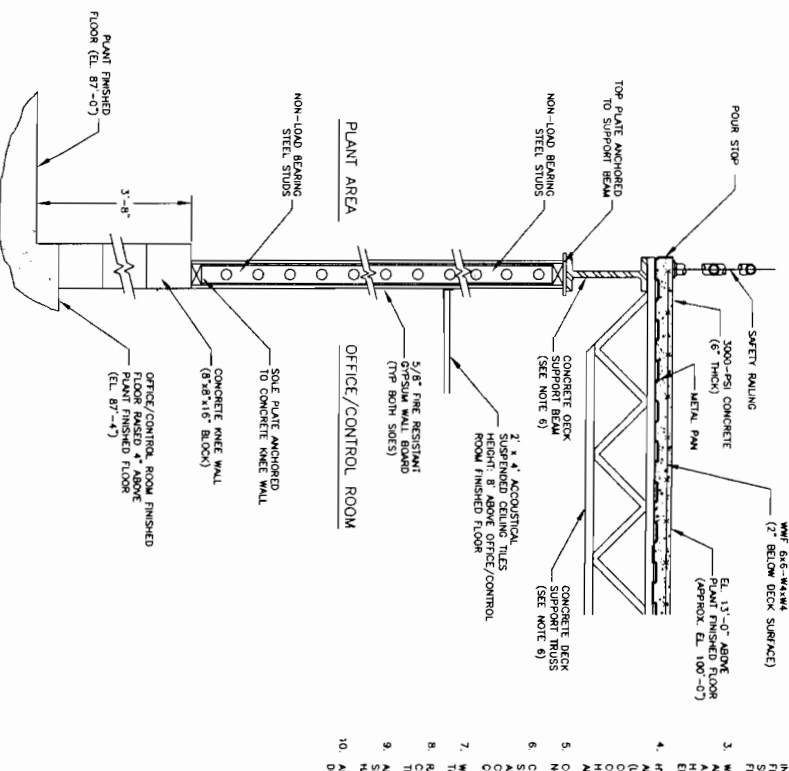 WWF 6x6-W4xW4
(2" BELOW DECK SURFACE)
SAFETY RAILING
3000-PSI CONCRETE
(6" THICK)
METAL PAN
EL. 13'-0" ABOVE
PLANT FINISHED FLOOR
(APPROX. EL. 100'-0")
POUR STOP
TOP PLATE ANCHORED
TO SUPPORT BEAM
CONCRETE DECK
SUPPORT BEAM
(SEE NOTE 6)
CONCRETE DECK
SUPPORT TRUSS
(SEE NOTE 6)
NON-LOAD BEARING
STEEL STUDS
2' x 4' ACCOUSTICAL
SUSPENDED CEILING TILES
HEIGHT: 8' ABOVE OFFICE/CONTROL
ROOM FINISHED FLOOR
PLANT AREA
OFFICE/CONTROL ROOM
5/8" FIRE RESISTANT
GYPSUM WALL BOARD
(TYP BOTH SIDES)
NON-LOAD BEARING
STEEL STUDS
SOLE PLATE ANCHORED
TO CONCRETE KNEE WALL
3'-8"
CONCRETE KNEE WALL
(8"x8"x16" BLOCK)
PLANT FINISHED
FLOOR (EL. 87'-0")
OFFICE/CONTROL ROOM FINISHED
FLOOR RAISED 4" ABOVE
PLANT FINISHED FLOOR
(EL. 87'-4")
3.
4.
5.
6.
7.
8.
9.
10.